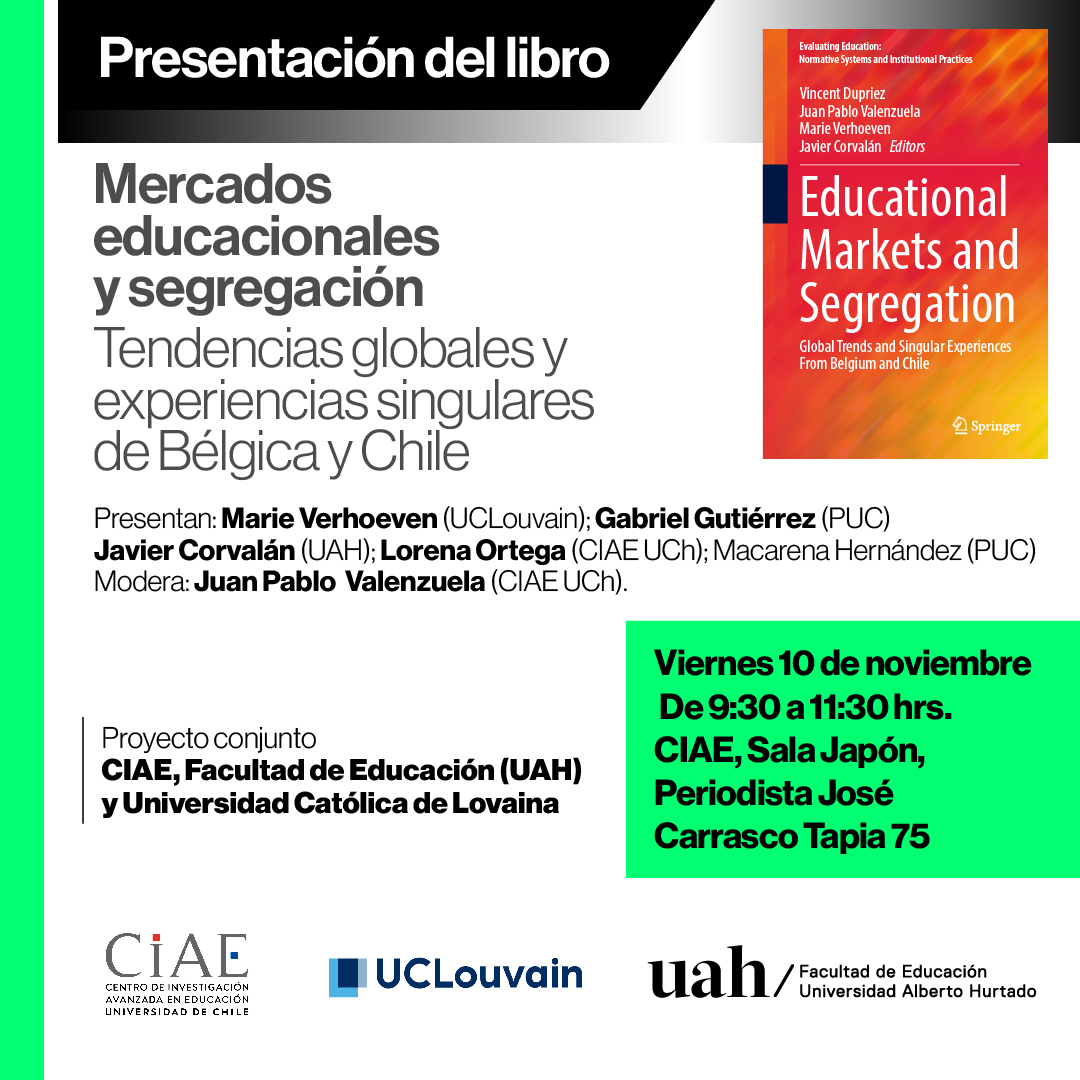 Presentación del libro
Evaluating Education:
Normative Systems and Institutional Practices
Vincent Dupriez
Juan Pablo Valenzuela
Marie Verhoeven
Javier Corvalán Editors
Educational
Markets and
Segregation
Global Trends and Singular Experiences
From Belgium and Chile
Springer
Mercados
educacionales
y segregación
Tendencias globales y
experiencias singulares
de Bélgica y Chile
Presentan: Marie Verhoeven (UCLouvain); Gabriel Gutiérrez (PUC)
Javier Corvalán (UAH); Lorena Ortega (CIAE UCh); Macarena Hernández (PUC)
Modera: Juan Pablo Valenzuela (CIAE UCh).
Viernes 10 de noviembre
De 9:30 a 11:30 hrs.
CIAE, Sala Japón,
Periodista José
Carrasco Tapia 75
Proyecto conjunto
CIAE, Facultad de Educación (UAH)
y Universidad Católica de Lovaina
CiAE
CENTRO DE INVESTIGACIÓN
AVANZADA EN EDUCACIÓN
UNIVERSIDAD DE CHILE
UCLouvain
uah/
Facultad de Educación
Universidad Alberto Hurtado